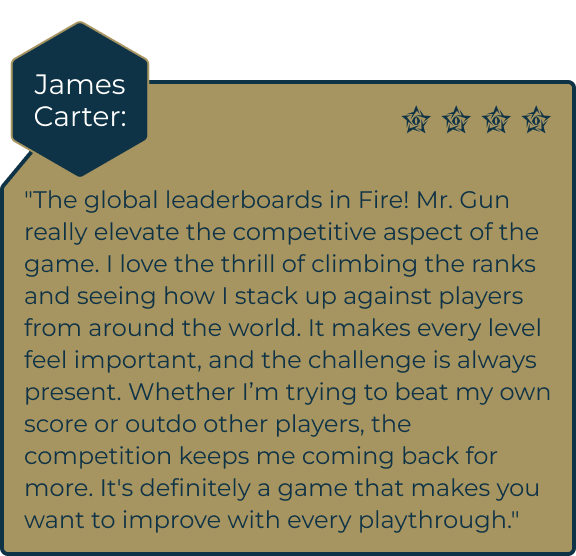 James
Carter:
"The global leaderboards in Fire! Mr. Gun
really elevate the competitive aspect of the
game. I love the thrill of climbing the ranks
and seeing how I stack up against players
from around the world. It makes every level
feel important, and the challenge is always
present. Whether I’m trying to beat my own
score or outdo other players, the
competition keeps me coming back for
more. It's definitely a game that makes you
want to improve with every playthrough."